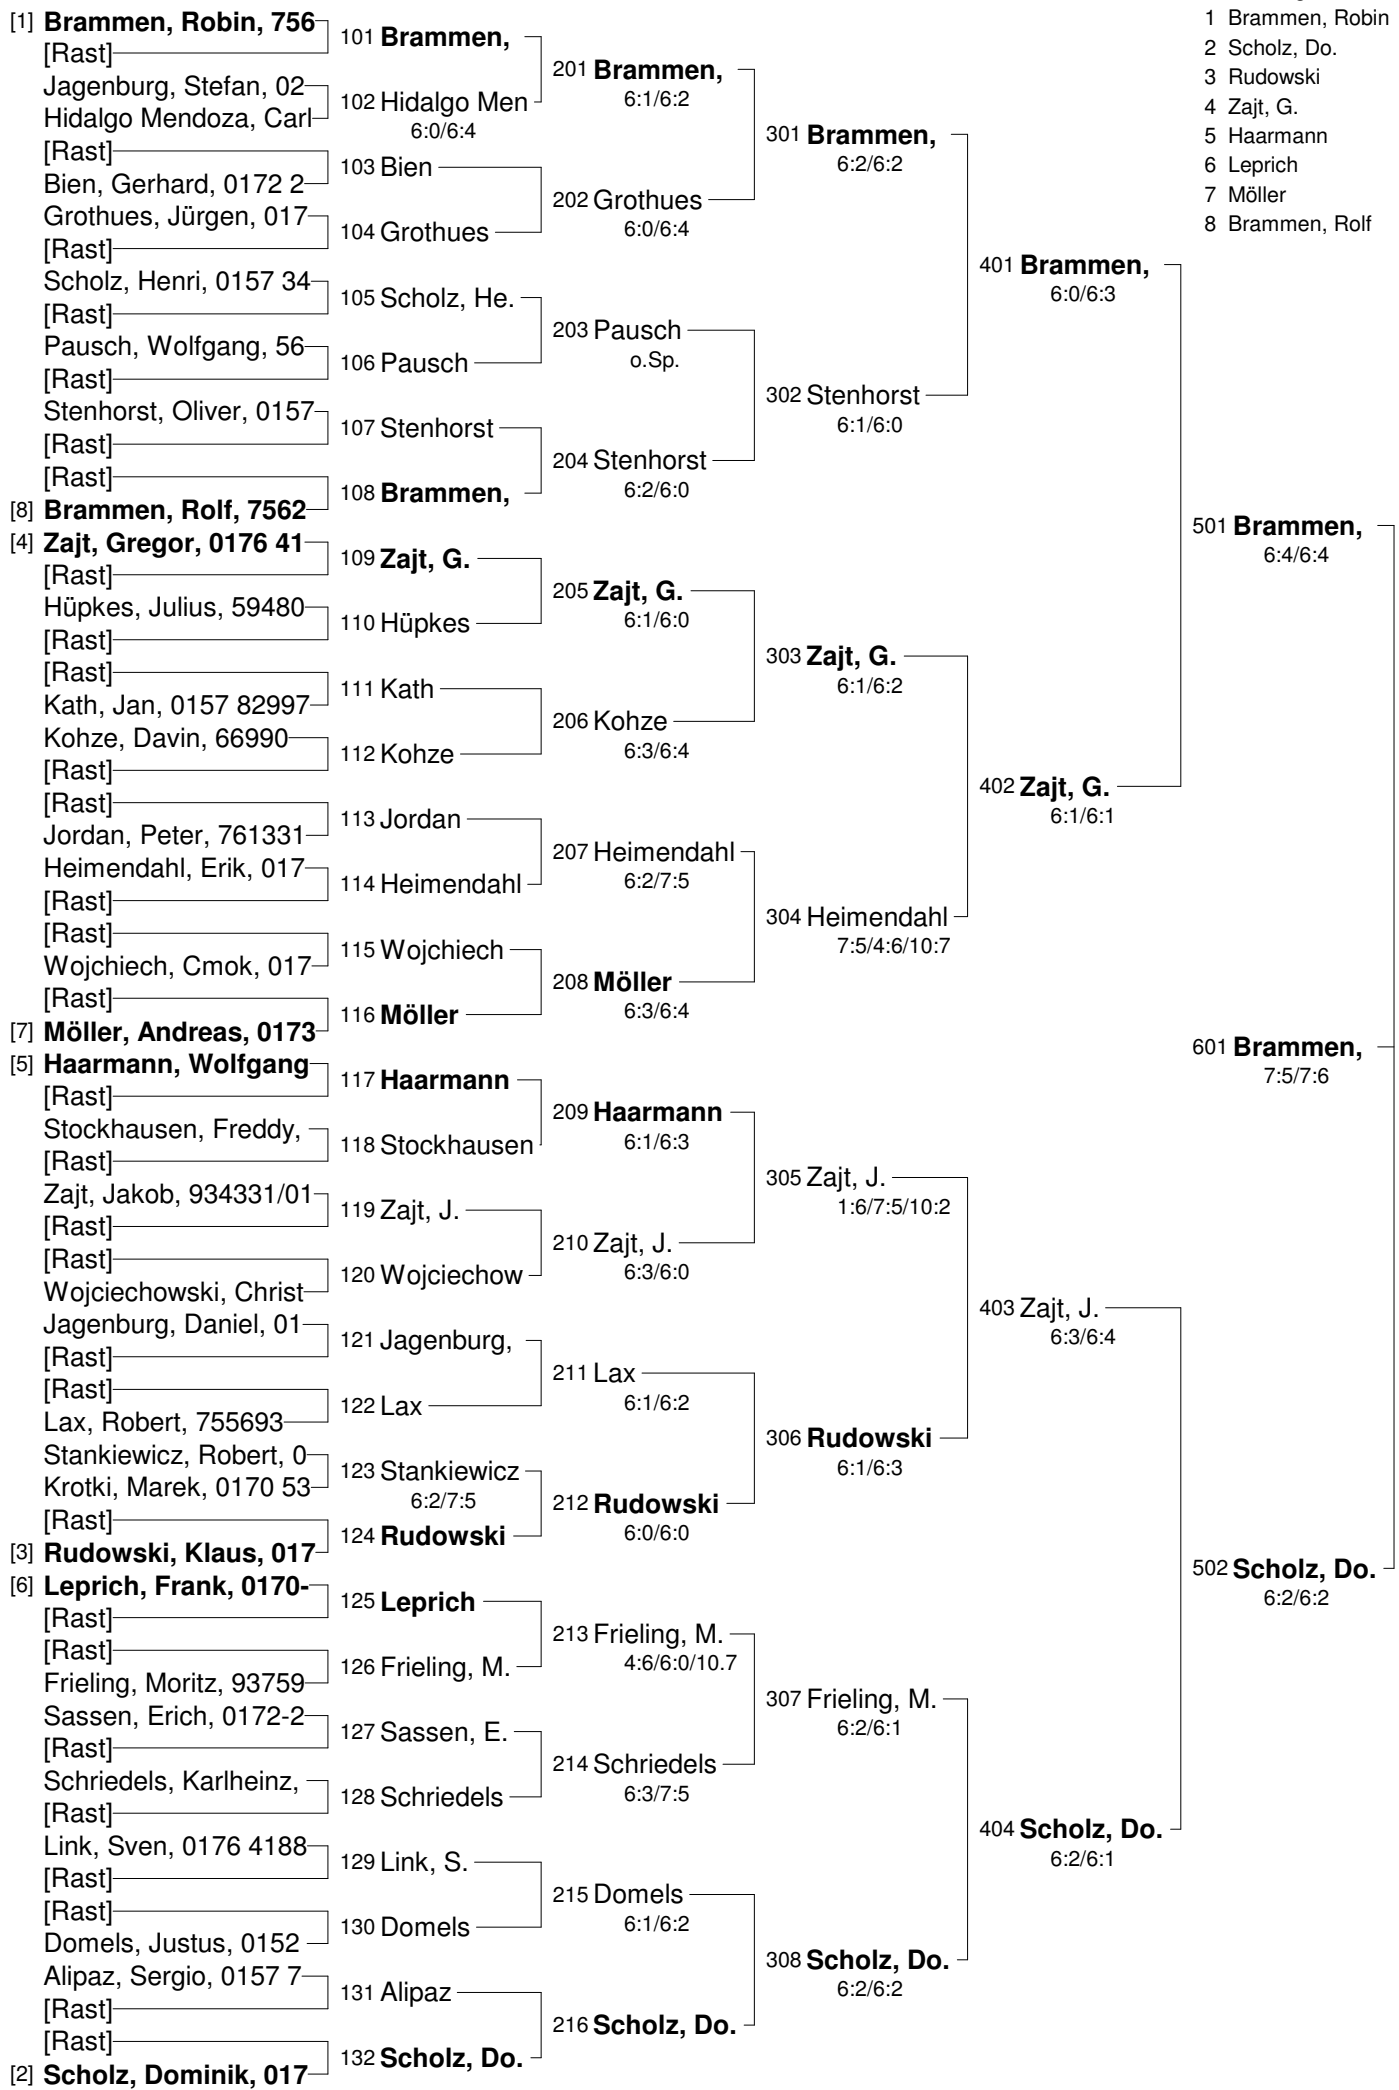 [1] Brammen, Robin, 756
[Rast]
Jagenburg, Stefan, 02
Hidalgo Mendoza, Carl
[Rast]
Bien, Gerhard, 0172 2
Grothues, Jürgen, 017
[Rast]
Scholz, Henri, 0157 34
[Rast]
Pausch, Wolfgang, 56
[Rast]
Stenhorst, Oliver, 0157
[Rast]
[Rast]
[8] Brammen, Rolf, 7562
[4] Zajt, Gregor, 0176 41
[Rast]
Hüpkes, Julius, 59480
[Rast]
[Rast]
Kath, Jan, 0157 82997
Kohze, Davin, 66990
[Rast]
[Rast]
Jordan, Peter, 761331
Heimendahl, Erik, 017
[Rast]
[Rast]
Wojchiech, Cmok, 017
[Rast]
[7] Möller, Andreas, 0173
[5] Haarmann, Wolfgang
[Rast]
Stockhausen, Freddy,
[Rast]
Zajt, Jakob, 934331/01
[Rast]
[Rast]
Wojciechowski, Christ
Jagenburg, Daniel, 01
[Rast]
[Rast]
Lax, Robert, 755693
Stankiewicz, Robert, 0
Krotki, Marek, 0170 53
[Rast]
[3] Rudowski, Klaus, 017
[6] Leprich, Frank, 0170-
[Rast]
[Rast]
Frieling, Moritz, 93759
Sassen, Erich, 0172-2
[Rast]
Schriedels, Karlheinz,
[Rast]
Link, Sven, 0176 4188
[Rast]
[Rast]
Domels, Justus, 0152
Alipaz, Sergio, 0157 7
[Rast]
[Rast]
[2] Scholz, Dominik, 017
101 Brammen,
102 Hidalgo Men
6:0/6:4
103 Bien
104 Grothues
105 Scholz, He.
106 Pausch
107 Stenhorst
108 Brammen,
109 Zajt, G.
110 Hüpkes
111 Kath
112 Kohze
113 Jordan
114 Heimendahl
115 Wojchiech
116 Möller
117 Haarmann
118 Stockhausen
119 Zajt, J.
120 Wojciechow
121 Jagenburg,
122 Lax
123 Stankiewicz
6:2/7:5
124 Rudowski
125 Leprich
126 Frieling, M.
127 Sassen, E.
128 Schriedels
129 Link, S.
130 Domels
131 Alipaz
132 Scholz, Do.
201 Brammen,
6:1/6:2
202 Grothues
6:0/6:4
203 Pausch
o.Sp.
204 Stenhorst
6:2/6:0
205 Zajt, G.
6:1/6:0
206 Kohze
6:3/6:4
207 Heimendahl
6:2/7:5
208 Möller
6:3/6:4
209 Haarmann
6:1/6:3
210 Zajt, J.
6:3/6:0
211 Lax
6:1/6:2
212 Rudowski
6:0/6:0
213 Frieling, M.
4:6/6:0/10.7
214 Schriedels
6:3/7:5
215 Domels
6:1/6:2
216 Scholz, Do.
301 Brammen,
6:2/6:2
302 Stenhorst
6:1/6:0
303 Zajt, G.
6:1/6:2
304 Heimendahl
7:5/4:6/10:7
305 Zajt, J.
1:6/7:5/10:2
306 Rudowski
6:1/6:3
307 Frieling, M.
6:2/6:1
308 Scholz, Do.
6:2/6:2
401 Brammen,
6:0/6:3
402 Zajt, G.
6:1/6:1
403 Zajt, J.
6:3/6:4
404 Scholz, Do.
6:2/6:1
501 Brammen,
6:4/6:4
502 Scholz, Do.
6:2/6:2
601 Brammen,
7:5/7:6
1 Brammen, Robin
2 Scholz, Do.
3 Rudowski
4 Zajt, G.
5 Haarmann
6 Leprich
7 Möller
8 Brammen, Rolf